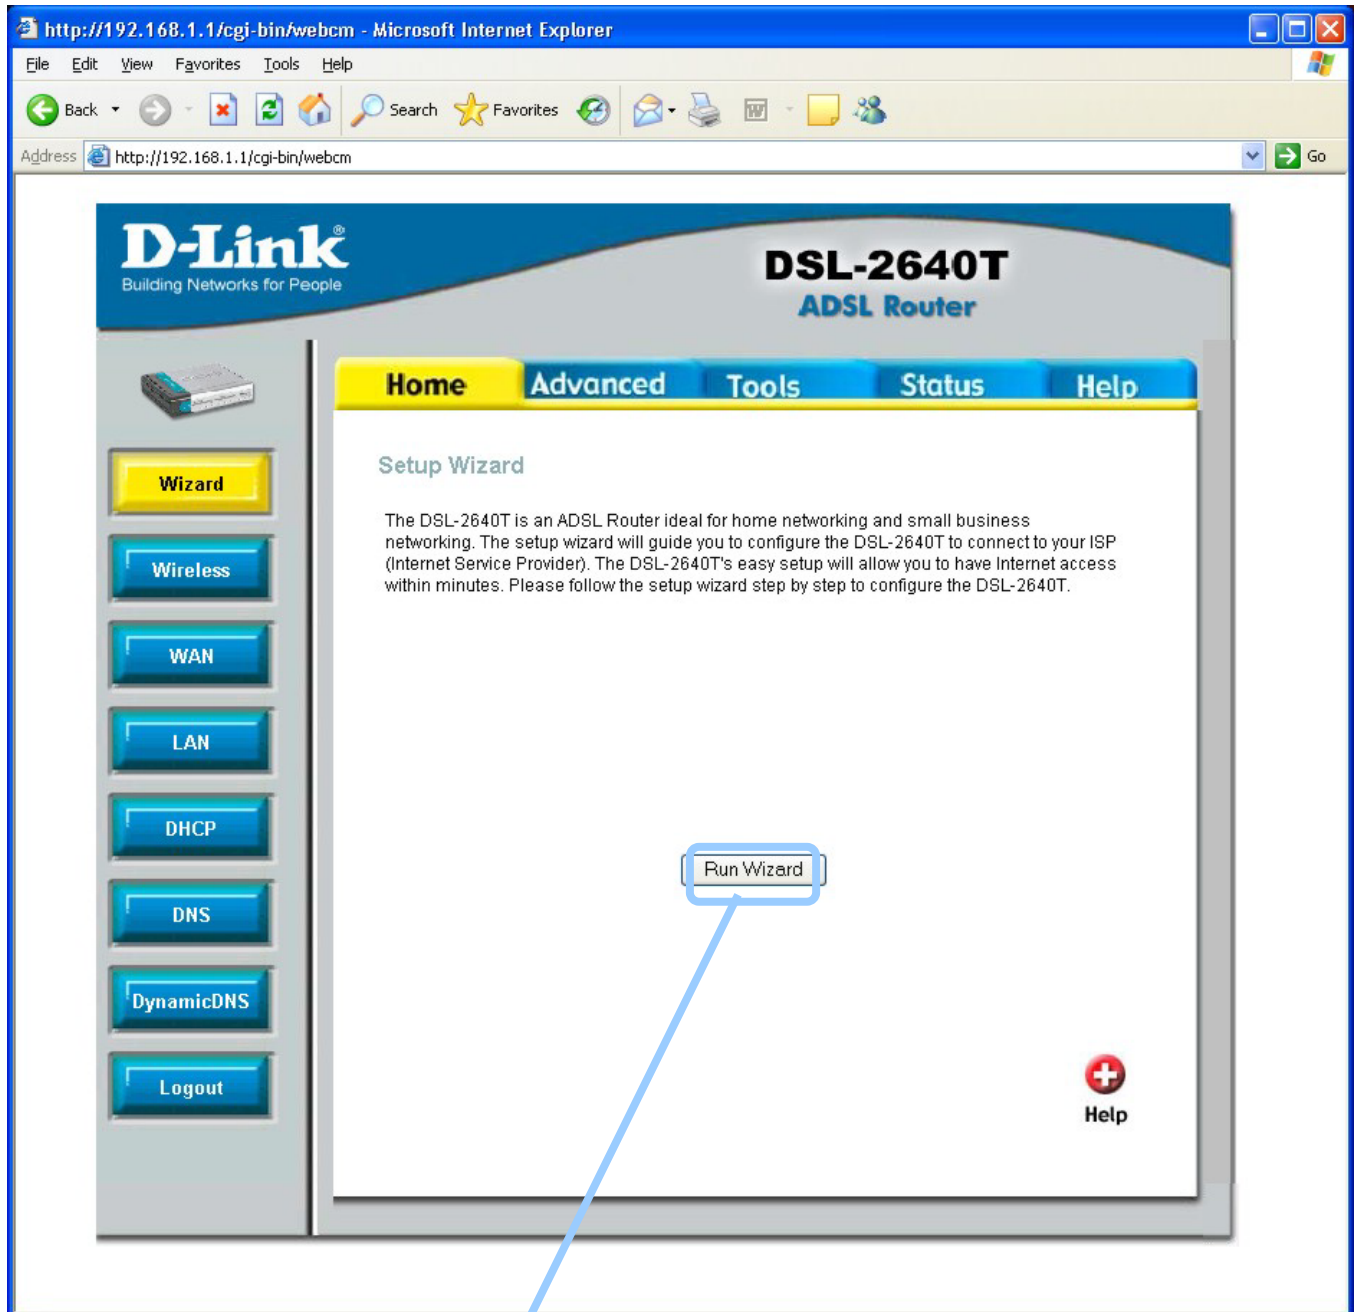 http://192.168.1.1/cgi-bin/webcm - Microsoft Internet Explorer
File Edit View Favorites Tools Help
Back Search Favorites
Address http://192.168.1.1/cgi-bin/webcm Go
D-Link®
Building Networks for People
DSL-2640T
ADSL Router
Home Advanced Tools Status Help
Wizard
Wireless
WAN
LAN
DHCP
DNS
DynamicDNS
Logout
Setup Wizard
The DSL-2640T is an ADSL Router ideal for home networking and small business
networking. The setup wizard will guide you to configure the DSL-2640T to connect to your ISP
(Internet Service Provider). The DSL-2640T's easy setup will allow you to have Internet access
within minutes. Please follow the setup wizard step by step to configure the DSL-2640T.
Run Wizard
Help